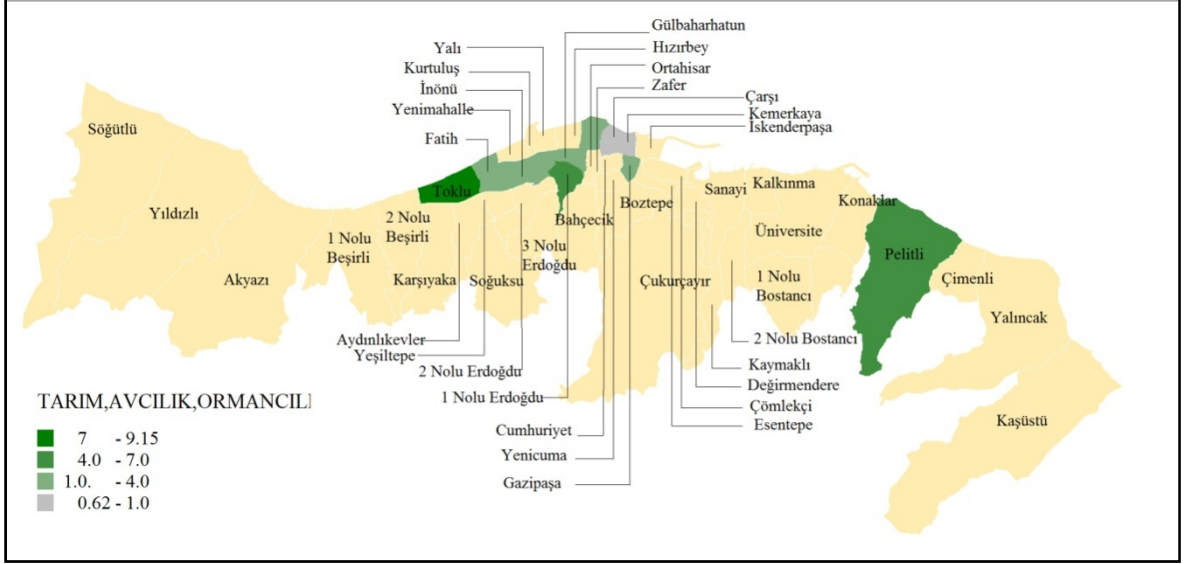 Gülbaharhatun
Yalı
Hızırbey
Kurtuluş
Ortahisar
İnönü
Zafer
Yenimahalle
Çarşı
Kemerkaya
İskenderpaşa
Fatih
Söğütlü
Toklu
Yıldızlı
2 Nolu
Beşirli
1 Nolu
Beşirli
Akyazı
Karşıyaka
Soğuksu
3 Nolu
Erdoğdu
Bahçecik
Boztepe
Sanayi
Kalkınma
Konaklar
Üniversite
Pelitli
Çukurçayır
1 Nolu
Bostancı
Çimenli
Yalıncak
Kaşüstü
Aydınlıkevler
Yeşiltepe
2 Nolu Erdoğdu
1 Nolu Erdoğdu
Cumhuriyet
Yenicuma
Gazipaşa
2 Nolu Bostancı
Kaymaklı
Değirmendere
Çömlekçi
Esentepe
TARIM,AVCILIK,ORMANCILI
7 - 9.15
4.0 - 7.0
1.0. - 4.0
0.62 - 1.0